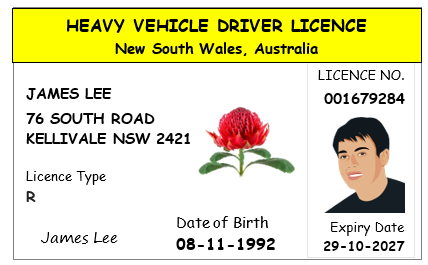 HEAVY VEHICLE DRIVER LICENCE
New South Wales, Australia
LICENCE NO.
001679284
JAMES LEE
76 SOUTH ROAD
KELLIVALE NSW 2421
Licence Type
R
James Lee
Date of Birth
08-11-1992
Expiry Date
29-10-2027